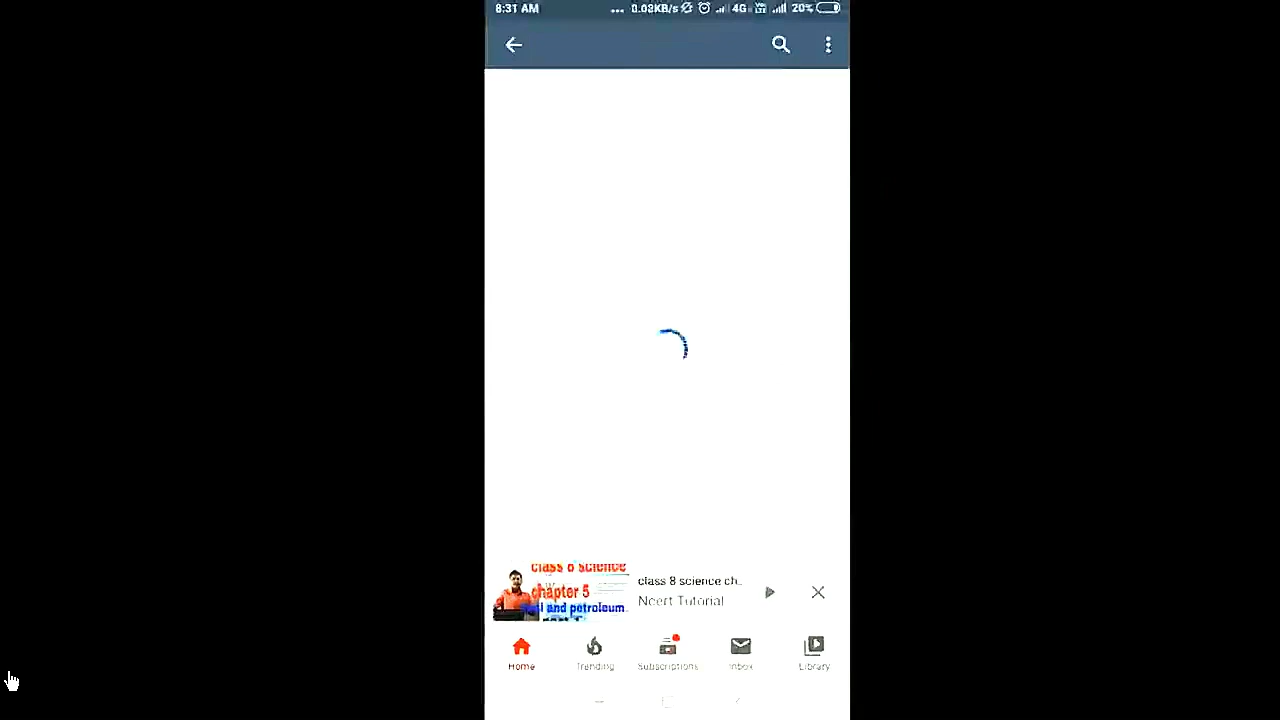 8:31 AM ... 0.03KB/s 4G 20%
class 8 science
chapter 5
and petroleum
class 8 science ch..
Ncert Tutorial
Home Trending Subscriptions Inbox Library